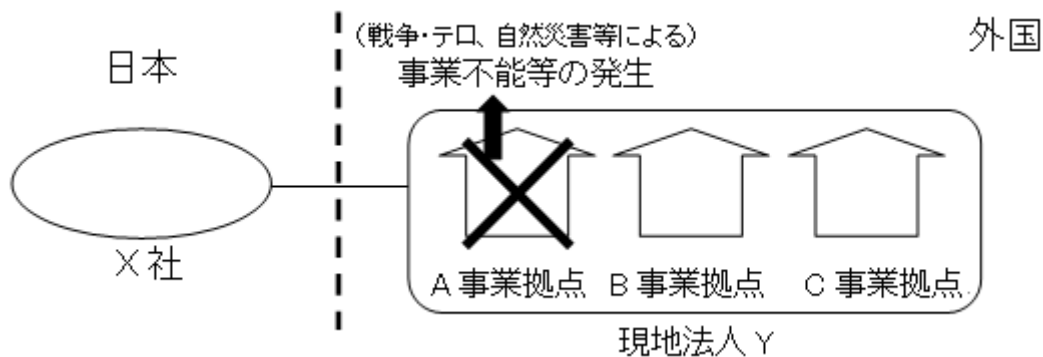 日本
(戦争・テロ、自然災害等による)
事業不能等の発生
外国
X社
A事業拠点
B事業拠点
C事業拠点
現地法人Y